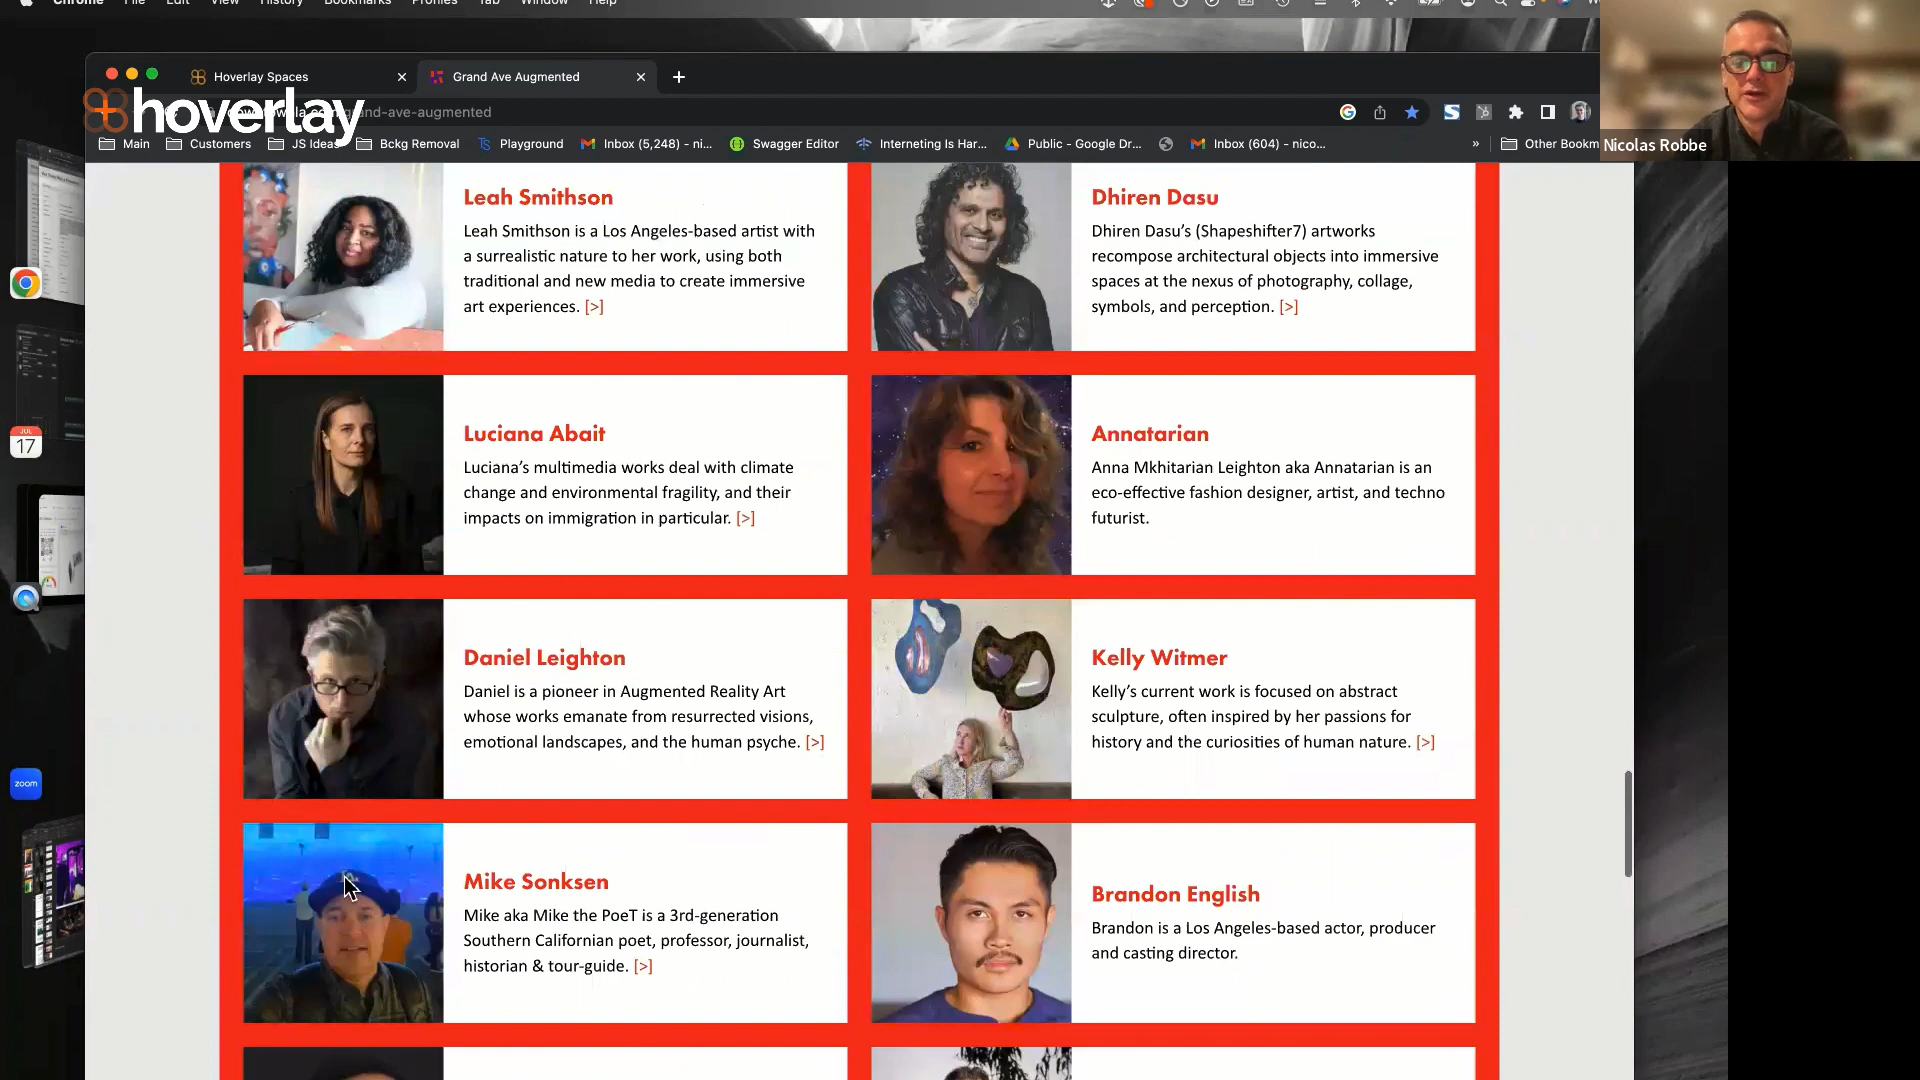 Chrome File Edit View History Bookmarks Profiles Tab Window Help
Hoverlay Spaces
Grand Ave Augmented
hoverlay
grand-ave-augmented
Main
Customers
JS Ideas
Bckg Removal
TS Playground
Inbox (5,248) - ni...
Swagger Editor
Interneting Is Har...
Public - Google Dr...
Inbox (604) - nico...
»
Other Bookm
Nicolas Robbe
Leah Smithson
Leah Smithson is a Los Angeles-based artist with
a surrealistic nature to her work, using both
traditional and new media to create immersive
art experiences. [>]
Dhiren Dasu
Dhiren Dasu’s (Shapeshifter7) artworks
recompose architectural objects into immersive
spaces at the nexus of photography, collage,
symbols, and perception. [>]
Luciana Abait
Luciana’s multimedia works deal with climate
change and environmental fragility, and their
impacts on immigration in particular. [>]
Annatarian
Anna Mkhitarian Leighton aka Annatarian is an
eco-effective fashion designer, artist, and techno
futurist.
Daniel Leighton
Daniel is a pioneer in Augmented Reality Art
whose works emanate from resurrected visions,
emotional landscapes, and the human psyche. [>]
Kelly Witmer
Kelly’s current work is focused on abstract
sculpture, often inspired by her passions for
history and the curiosities of human nature. [>]
Mike Sonksen
Mike aka Mike the PoeT is a 3rd-generation
Southern Californian poet, professor, journalist,
historian & tour-guide. [>]
Brandon English
Brandon is a Los Angeles-based actor, producer
and casting director.
JUL
17
zoom